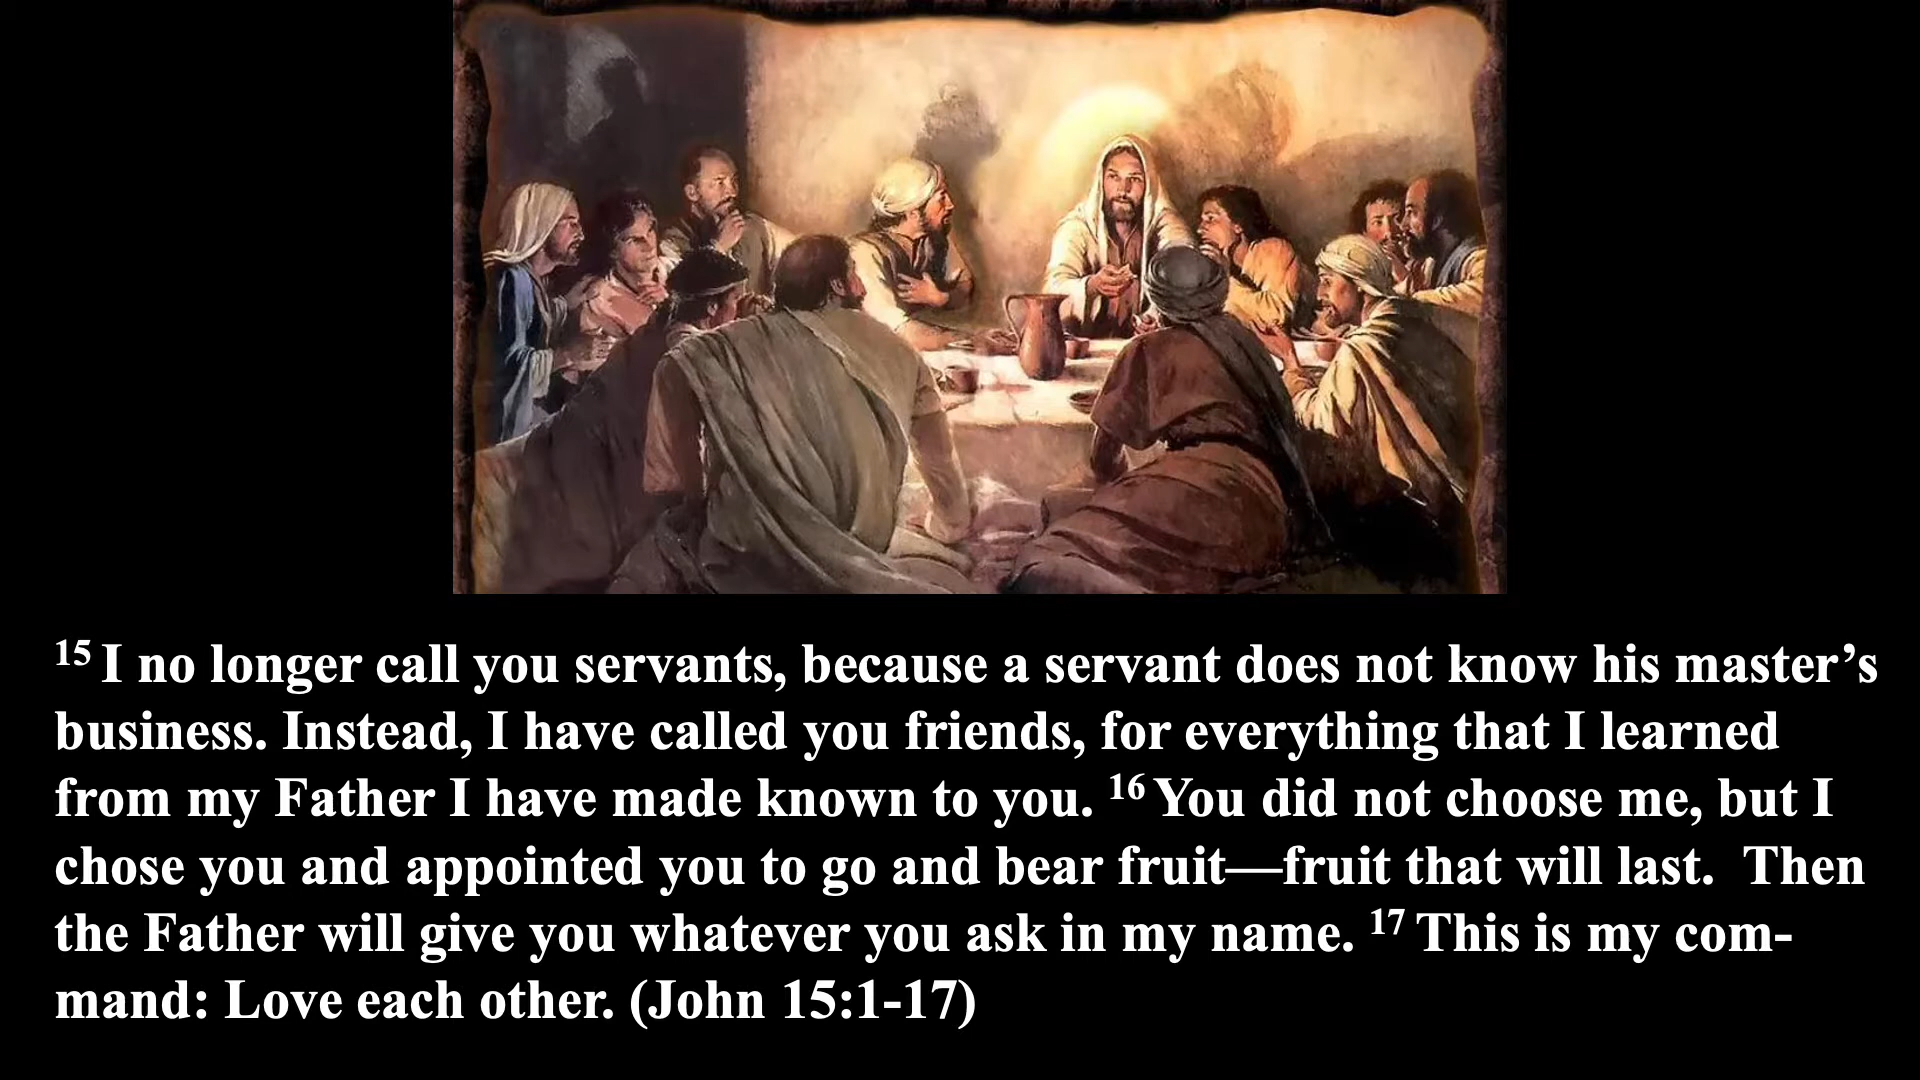 15 I no longer call you servants, because a servant does not know his master’s
business. Instead, I have called you friends, for everything that I learned
from my Father I have made known to you. 16 You did not choose me, but I
chose you and appointed you to go and bear fruit—fruit that will last.  Then
the Father will give you whatever you ask in my name. 17 This is my com-
mand: Love each other. (John 15:1-17)